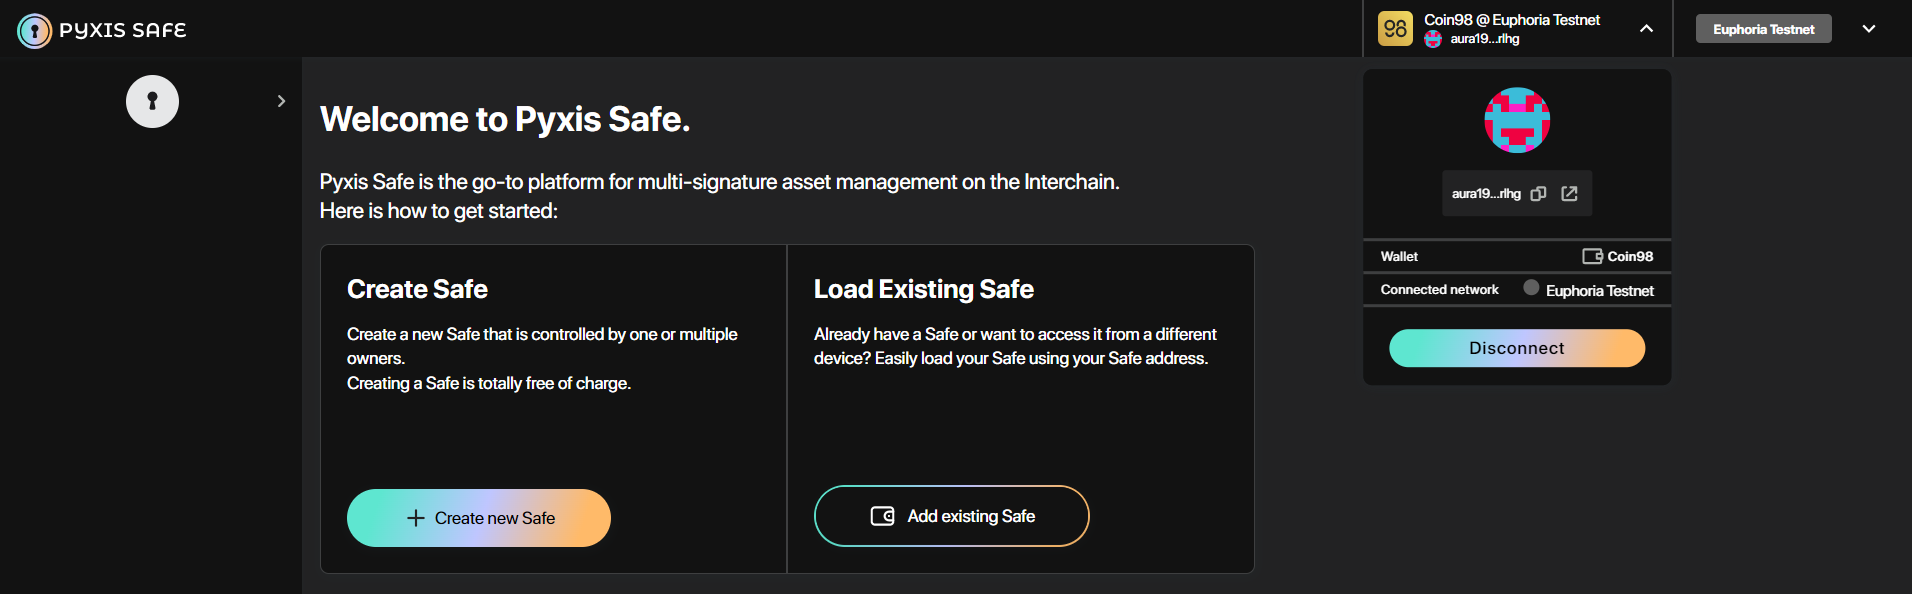 PYXIS SAFE
98
Coin98 @ Euphoria Testnet
aura19...rlhg
Euphoria Testnet
Welcome to Pyxis Safe.
Pyxis Safe is the go-to platform for multi-signature asset management on the Interchain.
Here is how to get started:
Create Safe
Create a new Safe that is controlled by one or multiple
owners.
Creating a Safe is totally free of charge.
Create new Safe
Load Existing Safe
Already have a Safe or want to access it from a different
device? Easily load your Safe using your Safe address.
Add existing Safe
aura19...rlhg
Wallet
Coin98
Connected network
Euphoria Testnet
Disconnect